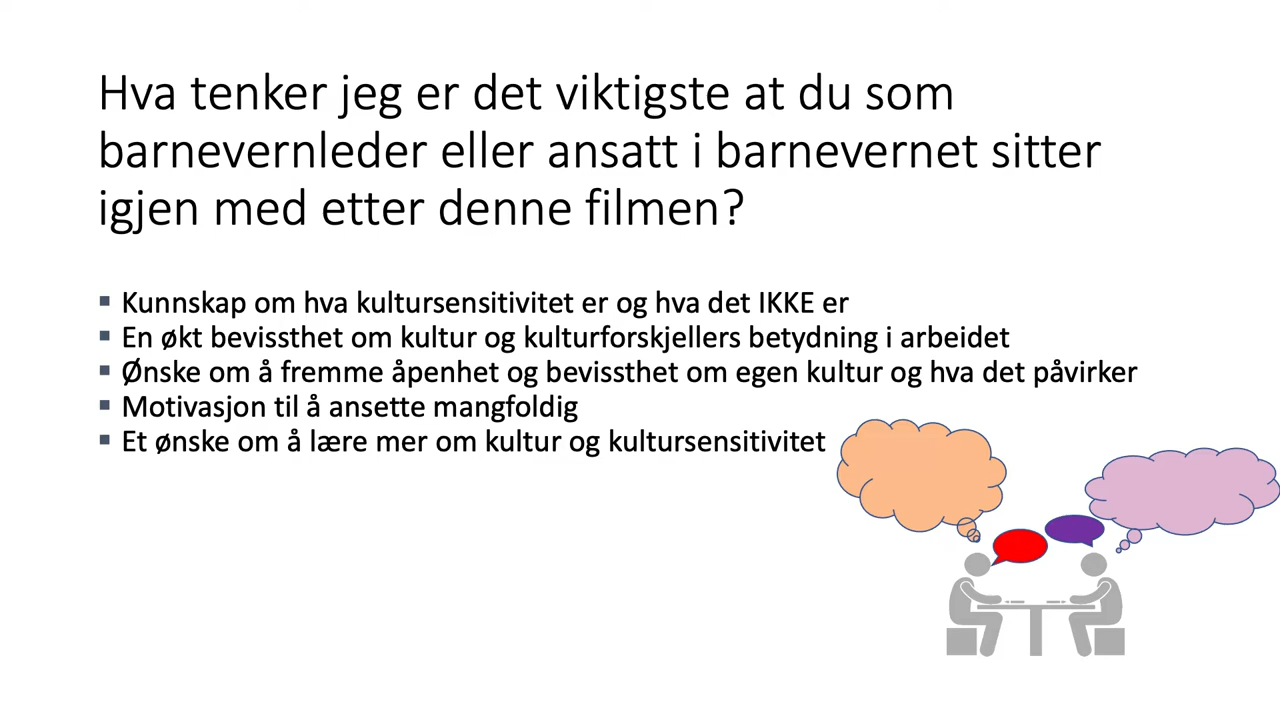 Hva tenker jeg er det viktigste at du som
barnevernleder eller ansatt i barnevernet sitter
igjen med etter denne filmen?
▪ Kunnskap om hva kultursensitivitet er og hva det IKKE er
▪ En økt bevissthet om kultur og kulturforskjellers betydning i arbeidet
▪ Ønske om å fremme åpenhet og bevissthet om egen kultur og hva det påvirker
▪ Motivasjon til å ansette mangfoldig
▪ Et ønske om å lære mer om kultur og kultursensitivitet